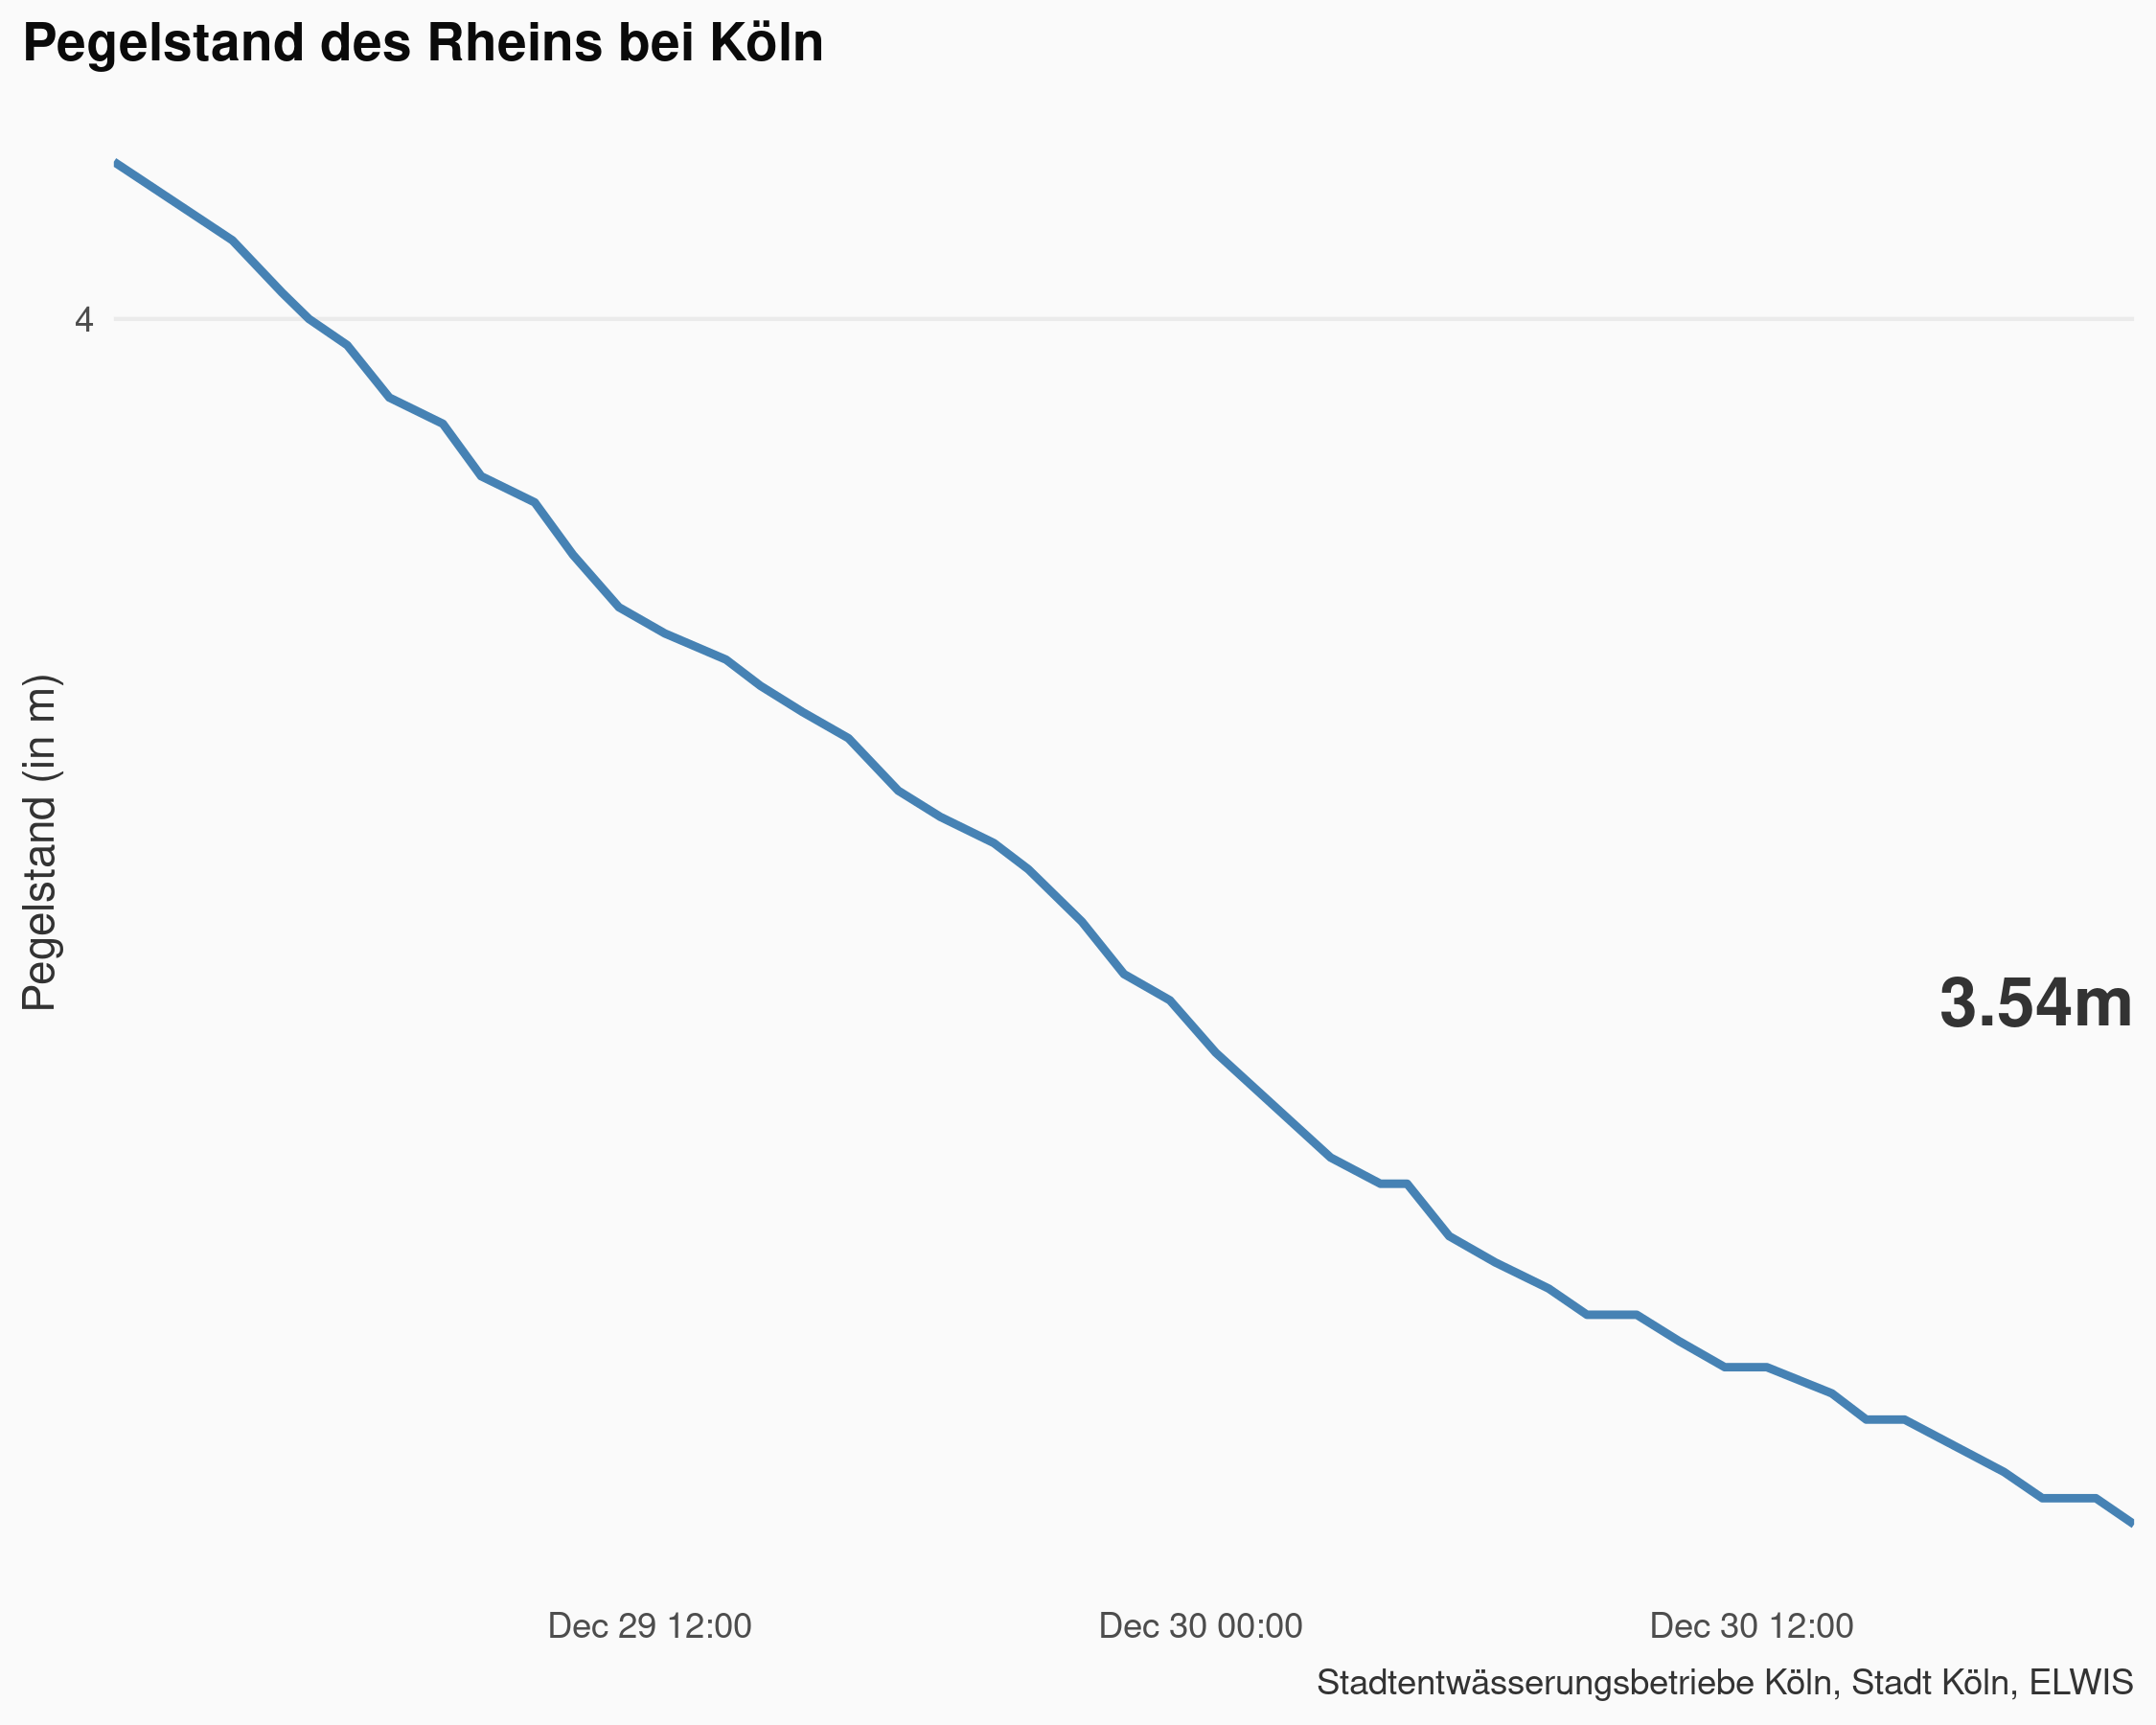 Pegelstand des Rheins bei Köln
4
Pegelstand (in m)
3.54m
Dec 29 12:00
Dec 30 00:00
Dec 30 12:00
Stadtentwässerungsbetriebe Köln, Stadt Köln, ELWIS